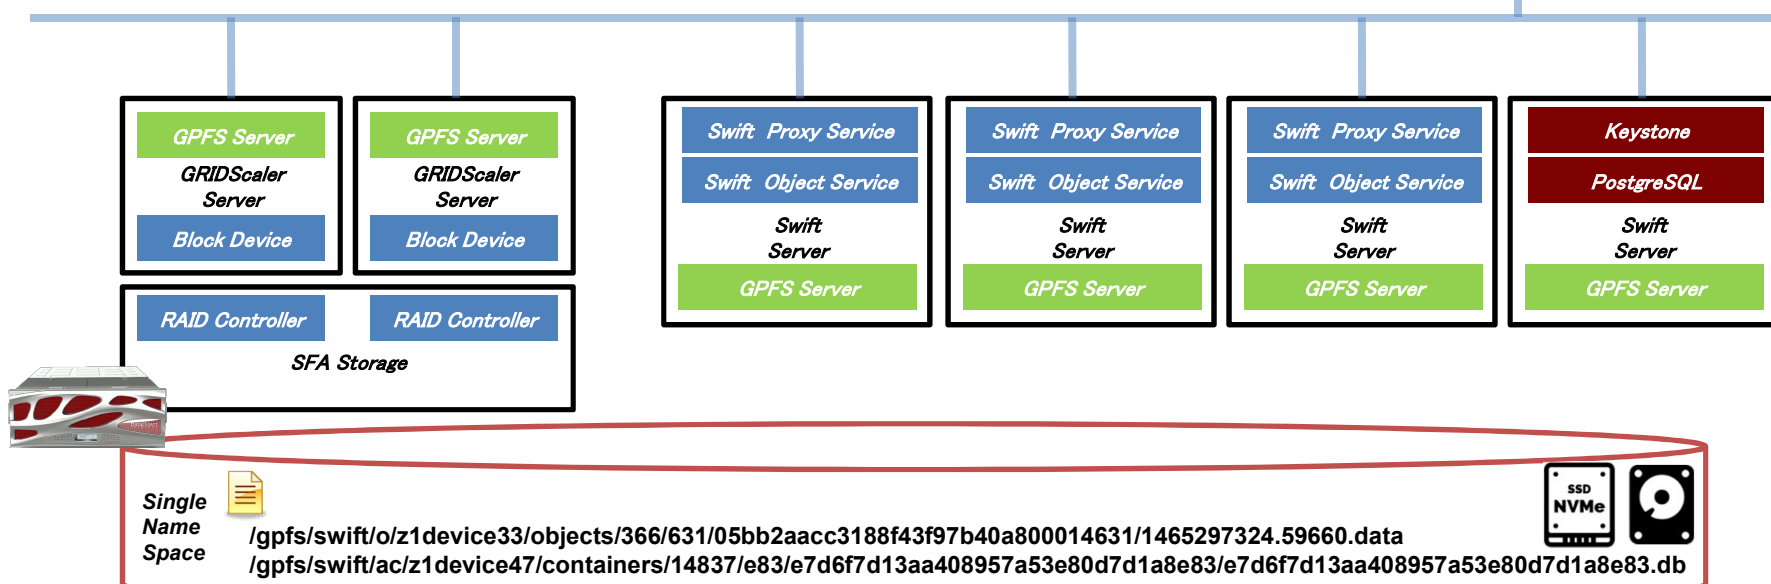 GPFS Server
GRIDScaler
Server
Block Device
GPFS Server
GRIDScaler
Server
Block Device
RAID Controller
RAID Controller
SFA Storage
Swift Proxy Service
Swift Object Service
Swift
Server
GPFS Server
Swift Proxy Service
Swift Object Service
Swift
Server
GPFS Server
Swift Proxy Service
Swift Object Service
Swift
Server
GPFS Server
Keystone
PostgreSQL
Swift
Server
GPFS Server
Single
Name
Space
/gpfs/swift/o/z1device33/objects/366/631/05bb2aacc3188f43f97b40a800014631/1465297324.59660.data
/gpfs/swift/ac/z1device47/containers/14837/e83/e7d6f7d13aa408957a53e80d7d1a8e83/e7d6f7d13aa408957a53e80d7d1a8e83.db
SSD
NVMe